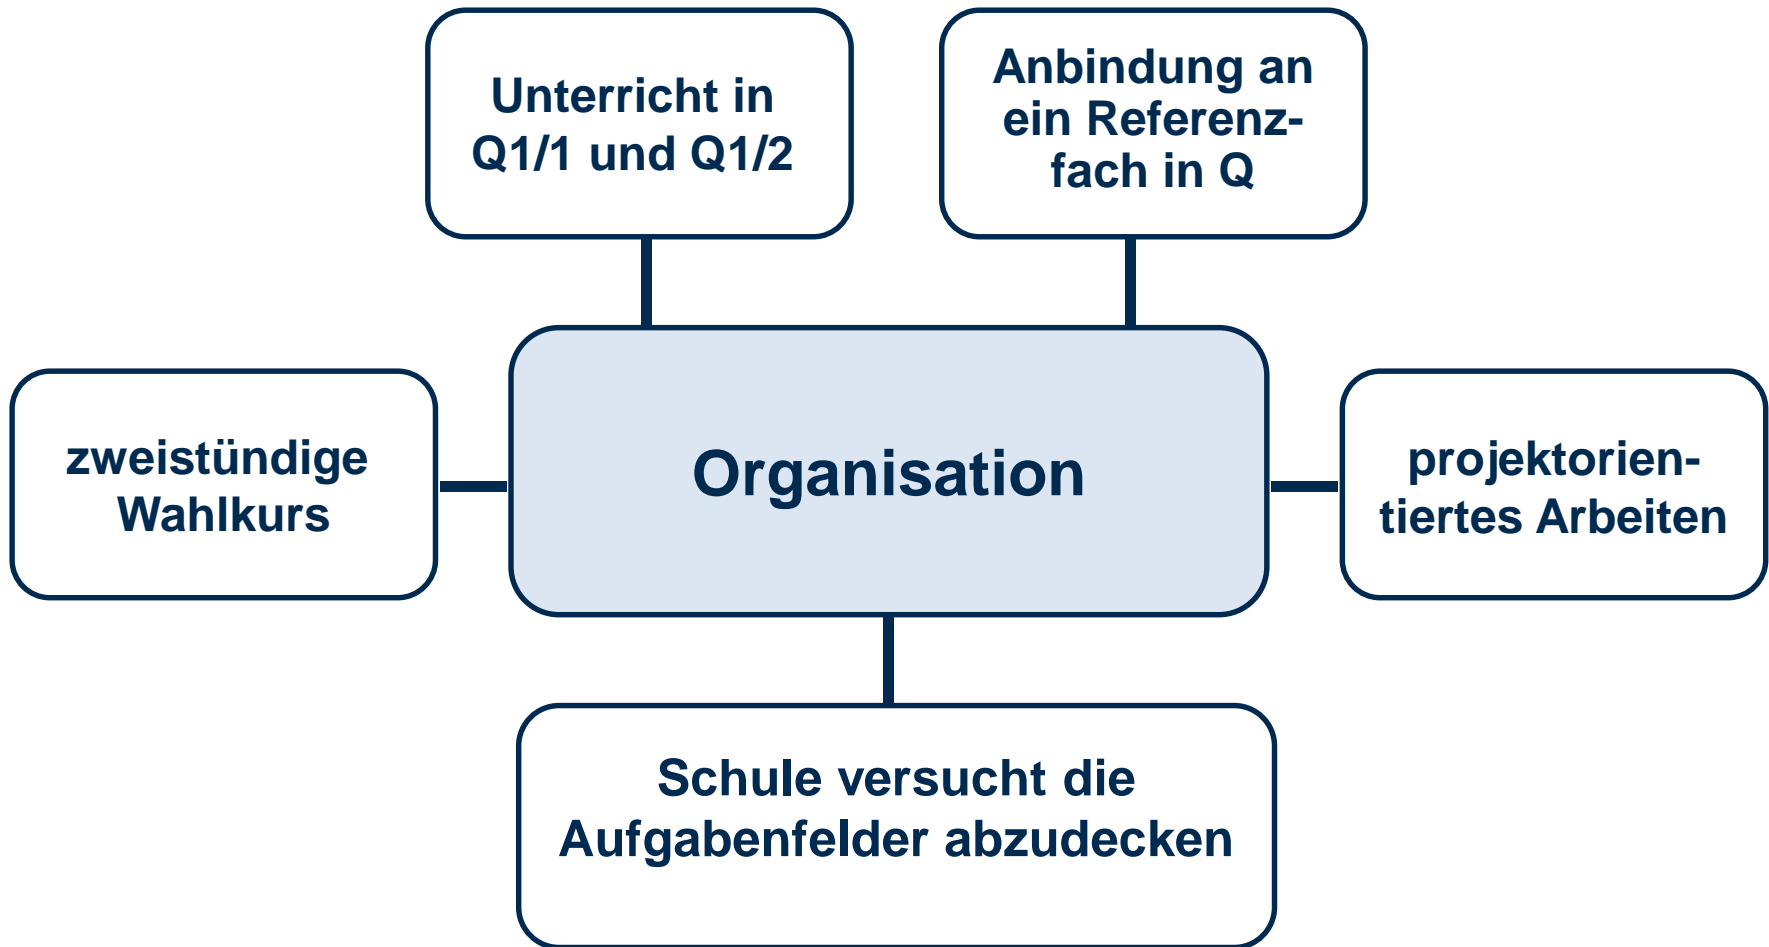 Unterricht in
Q1/1 und Q1/2
Anbindung an
ein Referenz-
fach in Q
zweistündige
Wahlkurs
Organisation
projektorien-
tiertes Arbeiten
Schule versucht die
Aufgabenfelder abzudecken